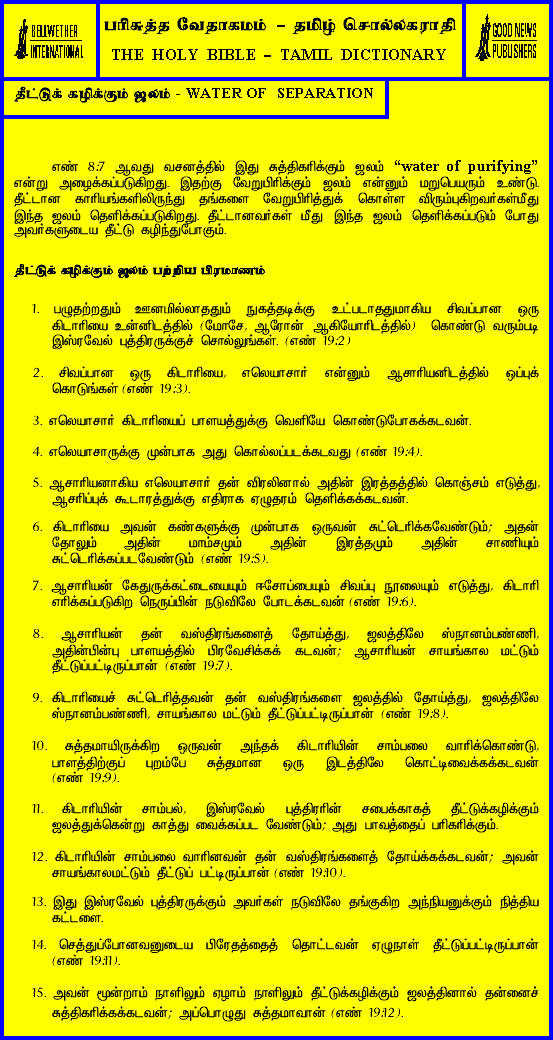 BELLWETHER
INTERNATIONAL
பரிசுத்த வேதாகமம் – தமிழ் சொல்லகராதி
THE HOLY BIBLE – TAMIL DICTIONARY
GOOD NEWS
PUBLISHERS
தீட்டுக் கழிக்கும் ஜலம் - WATER OF SEPARATION
எண் 8:7 ஆவது வசனத்தில் இது சுத்திகரிக்கும் ஜலம் “water of purifying”
என்று அழைக்கப்படுகிறது. இதற்கு வேறுபிரிக்கும் ஜலம் என்னும் மறுபெயரும் உண்டு.
தீட்டான காரியங்களிலிருந்து தங்களை வேறுபிரித்துக் கொள்ள விரும்புகிறவர்கள்மீது
இந்த ஜலம் தெளிக்கப்படுகிறது. தீட்டானவர்கள் மீது இந்த ஜலம் தெளிக்கப்படும் போது
அவர்களுடைய தீட்டு கழிந்துபோகும்.
தீட்டுக் கழிக்கும் ஜலம் பற்றிய பிரமாணம்
1. பழுதற்றதும் ஊனமில்லாததும் நுகத்தடிக்கு உட்படாததுமாகிய சிவப்பான ஒரு
கிடாரியை உன்னிடத்தில் (மோசே, ஆரோன் ஆகியோரிடத்தில்) கொண்டு வரும்படி
இஸ்ரவேல் புத்திரருக்குச் சொல்லுங்கள். (எண் 19:2)
2. சிவப்பான ஒரு கிடாரியை, எலெயாசார் என்னும் ஆசாரியனிடத்தில் ஒப்புக்
கொடுங்கள் (எண் 19:3).
3. எலெயாசார் கிடாரியைப் பாளயத்துக்கு வெளியே கொண்டுபோகக்கடவன்.
4. எலெயாசாருக்கு முன்பாக அது கொல்லப்படக்கடவது (எண் 19:4).
5. ஆசாரியனாகிய எலெயாசார் தன் விரலினால் அதின் இரத்தத்தில் கொஞ்சம் எடுத்து,
ஆசரிப்புக் கூடாரத்துக்கு எதிராக ஏழுதரம் தெளிக்கக்கடவன்.
6. கிடாரியை அவன் கண்களுக்கு முன்பாக ஒருவன் சுட்டெரிக்கவேண்டும்; அதன்
தோலும் அதின் மாம்சமும் அதின் இரத்தமும் அதின் சாணியும்
சுட்டெரிக்கப்படவேண்டும் (எண் 19:5).
7. ஆசாரியன் கேதுருக்கட்டையையும் ஈசோப்பையும் சிவப்பு நூலையும் எடுத்து, கிடாரி
எரிக்கப்படுகிற நெருப்பின் நடுவிலே போடக்கடவன் (எண் 19:6).
8. ஆசாரியன் தன் வஸ்திரங்களைத் தோய்த்து, ஜலத்திலே ஸ்நானம்பண்ணி,
அதின்பின்பு பாளயத்தில் பிரவேசிக்கக் கடவன்; ஆசாரியன் சாயங்கால மட்டும்
தீட்டுப்பட்டிருப்பான் (எண் 19:7).
9. கிடாரியைச் சுட்டெரித்தவன் தன் வஸ்திரங்களை ஜலத்தில் தோய்த்து, ஜலத்திலே
ஸ்நானம்பண்ணி, சாயங்கால மட்டும் தீட்டுப்பட்டிருப்பான் (எண் 19:8).
10. சுத்தமாயிருக்கிற ஒருவன் அந்தக் கிடாரியின் சாம்பலை வாரிக்கொண்டு,
பாளத்திற்குப் புறம்பே சுத்தமான ஒரு இடத்திலே கொட்டிவைக்கக்கடவன்
(எண் 19:9).
11. கிடாரியின் சாம்பல், இஸ்ரவேல் புத்திரரின் சபைக்காகத் தீட்டுக்கழிக்கும்
ஜலத்துக்கென்று காத்து வைக்கப்பட வேண்டும்; அது பாவத்தைப் பரிகரிக்கும்.
12. கிடாரியின் சாம்பலை வாரினவன் தன் வஸ்திரங்களைத் தோய்க்கக்கடவன்; அவன்
சாயங்காலமட்டும் தீட்டுப் பட்டிருப்பான் (எண் 19:10).
13. இது இஸ்ரவேல் புத்திரருக்கும் அவர்கள் நடுவிலே தங்குகிற அந்நியனுக்கும் நித்திய
கட்டளை.
14. செத்துப்போனவனுடைய பிரேதத்தைத் தொட்டவன் ஏழுநாள் தீட்டுப்பட்டிருப்பான்
(எண் 19:11).
15. அவன் மூன்றாம் நாளிலும் ஏழாம் நாளிலும் தீட்டுக்கழிக்கும் ஜலத்தினால் தன்னைச்
சுத்திகரிக்கக்கடவன்; அப்பொழுது சுத்தமாவான் (எண் 19:12).